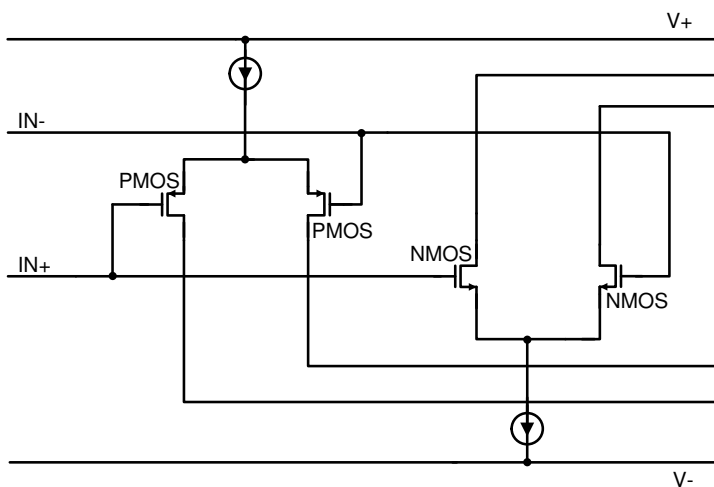 V+
IN-
PMOS
PMOS
NMOS
IN+
NMOS
V-